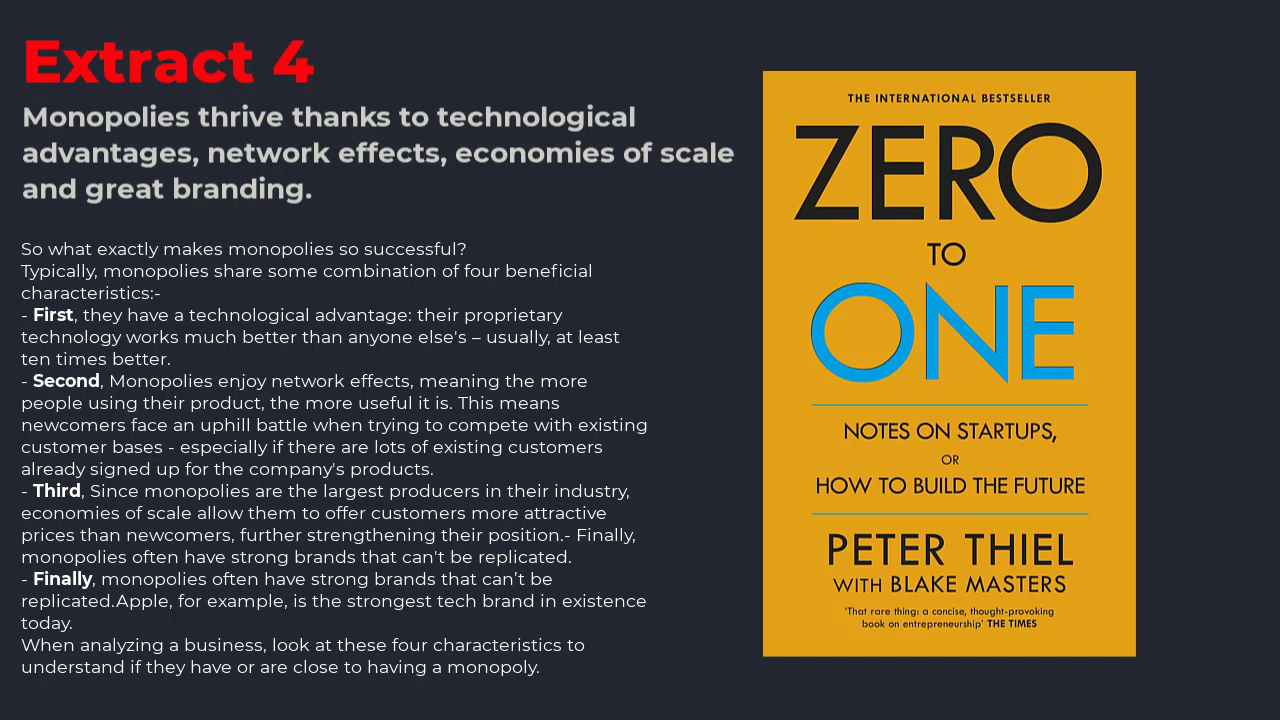 Extract 4
Monopolies thrive thanks to technological
advantages, network effects, economies of scale
and great branding.
So what exactly makes monopolies so successful?
Typically, monopolies share some combination of four beneficial
characteristics:-
- First, they have a technological advantage: their proprietary
technology works much better than anyone else's – usually, at least
ten times better.
- Second, Monopolies enjoy network effects, meaning the more
people using their product, the more useful it is. This means
newcomers face an uphill battle when trying to compete with existing
customer bases - especially if there are lots of existing customers
already signed up for the company's products.
- Third, Since monopolies are the largest producers in their industry,
economies of scale allow them to offer customers more attractive
prices than newcomers, further strengthening their position.- Finally,
monopolies often have strong brands that can't be replicated.
- Finally, monopolies often have strong brands that can’t be
replicated.Apple, for example, is the strongest tech brand in existence
today.
When analyzing a business, look at these four characteristics to
understand if they have or are close to having a monopoly.
THE INTERNATIONAL BESTSELLER
ZERO
TO
ONE
NOTES ON STARTUPS,
OR
HOW TO BUILD THE FUTURE
PETER THIEL
WITH BLAKE MASTERS
'That rare thing: a concise, thought-provoking
book on entrepreneurship' THE TIMES